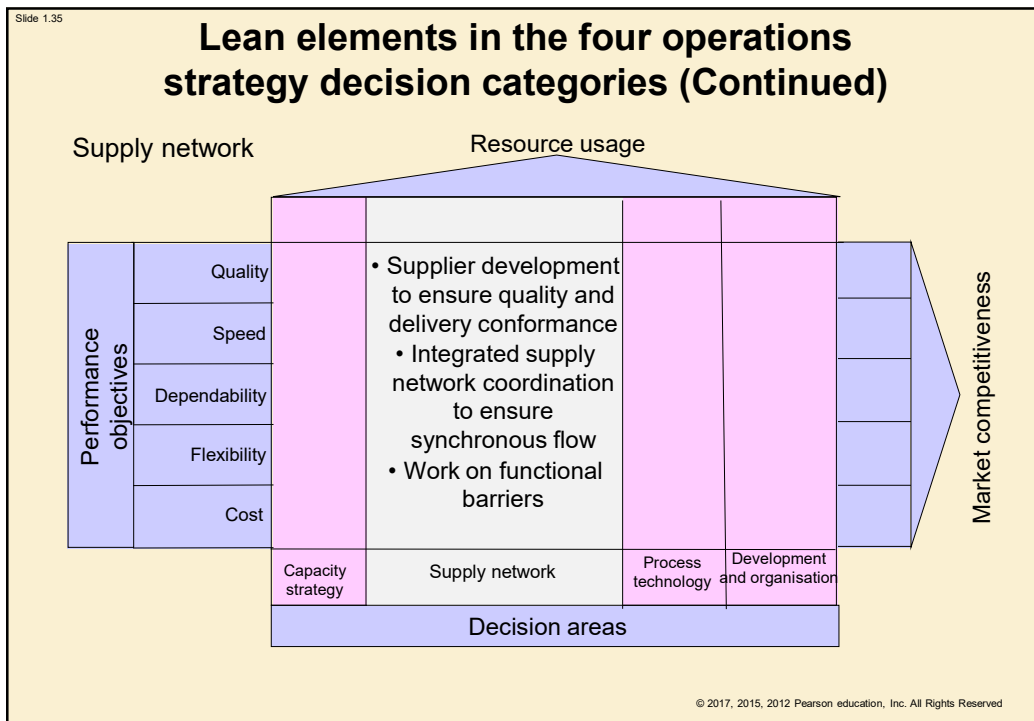 Slide 1.35
Lean elements in the four operations
strategy decision categories (Continued)
Supply network
Resource usage
Performance
objectives
Quality
Speed
Dependability
Flexibility
Cost
• Supplier development
to ensure quality and
delivery conformance
• Integrated supply
network coordination
to ensure
synchronous flow
• Work on functional
barriers
Market competitiveness
Capacity
strategy
Supply network
Process
technology
Development
and organisation
Decision areas
© 2017, 2015, 2012 Pearson education, Inc. All Rights Reserved